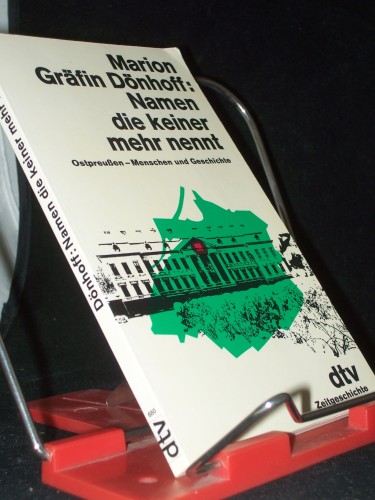 Marion
Gräfin Dönhoff:
Namen
die keiner
mehr nennt
Ostpreußen – Menschen und Geschichte
dtv
Zeitgeschichte
Dönhoff: Namen die keiner mehr
dtv